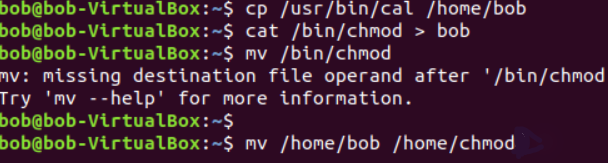 bob@bob-VirtualBox:~$ cp /usr/bin/cal /home/bob
bob@bob-VirtualBox:~$ cat /bin/chmod > bob
bob@bob-VirtualBox:~$ mv /bin/chmod
mv: missing destination file operand after '/bin/chmod
Try 'mv --help' for more information.
bob@bob-VirtualBox:~$
bob@bob-VirtualBox:~$ mv /home/bob /home/chmod